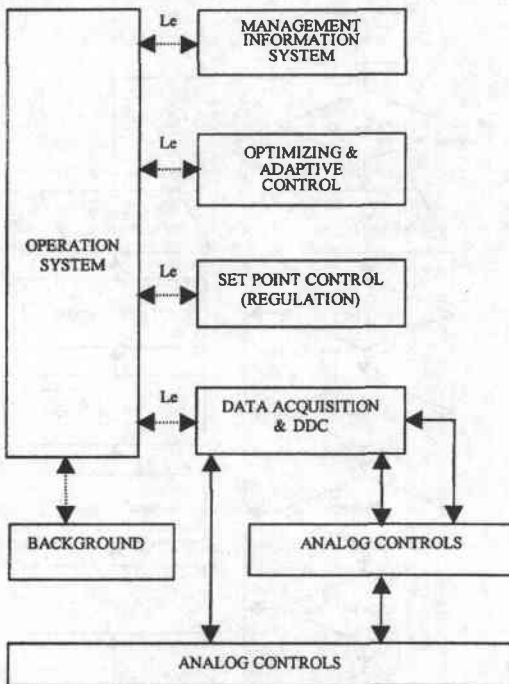 Le
MANAGEMENT
INFORMATION
SYSTEM
Le
OPTIMIZING &
ADAPTIVE
CONTROL
OPERATION
SYSTEM
Le
SET POINT CONTROL
(REGULATION)
Le
DATA ACQUISITION
& DDC
BACKGROUND
ANALOG CONTROLS
ANALOG CONTROLS